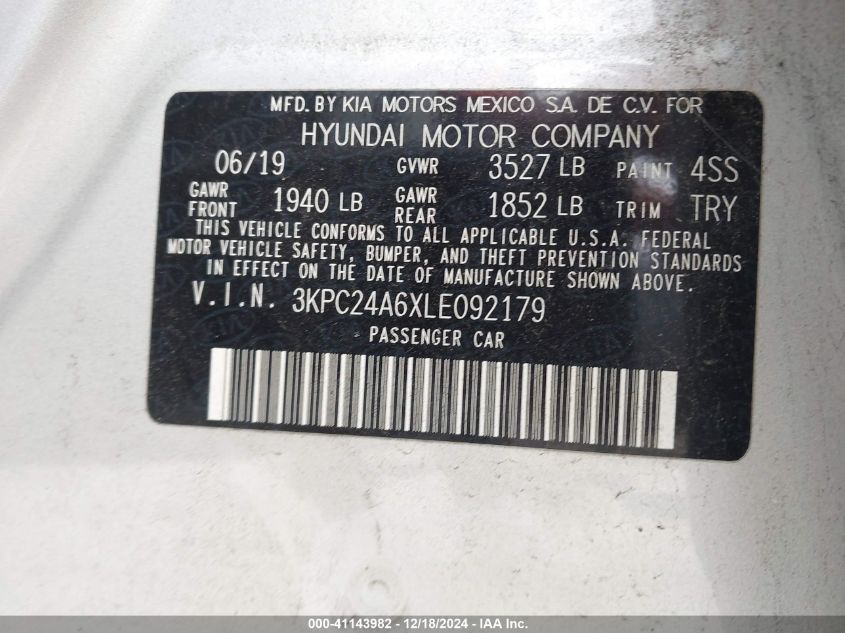 MFD. BY KIA MOTORS MEXICO S.A. DE C.V. FOR
HYUNDAI MOTOR COMPANY
06/19 GVWR 3527 LB PAINT 4SS
GAWR FRONT 1940 LB GAWR REAR 1852 LB TRIM TRY
THIS VEHICLE CONFORMS TO ALL APPLICABLE U.S.A. FEDERAL
MOTOR VEHICLE SAFETY, BUMPER, AND THEFT PREVENTION STANDARDS
IN EFFECT ON THE DATE OF MANUFACTURE SHOWN ABOVE.
V.I.N. 3KPC24A6XLE092179
PASSENGER CAR
000-41143982 - 12/18/2024 - IAA Inc.